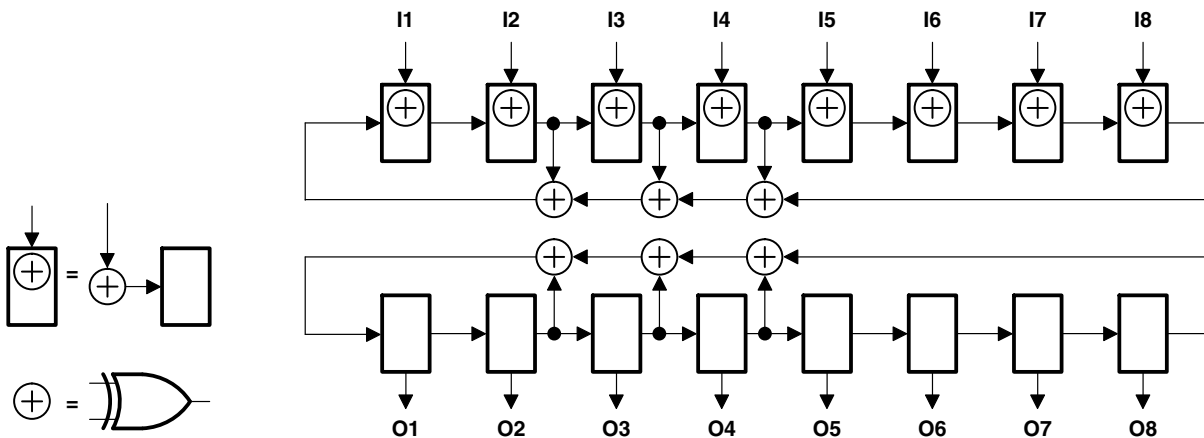 I1 I2 I3 I4 I5 I6 I7 I8
=
=
O1 O2 O3 O4 O5 O6 O7 O8